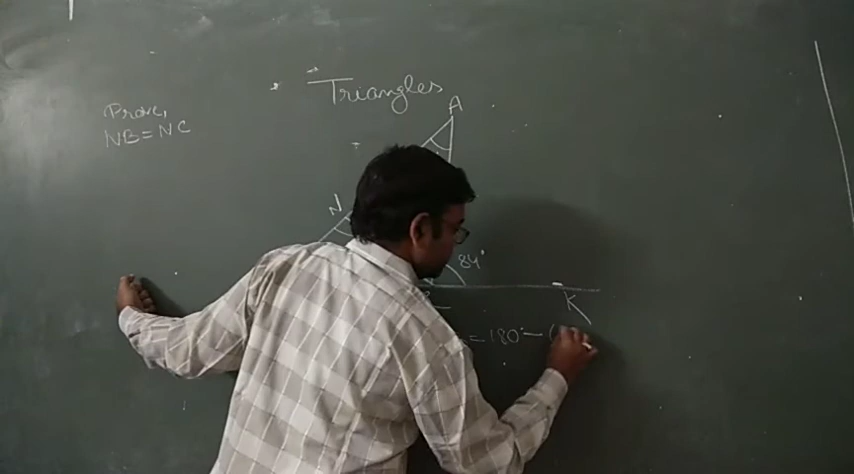 Triangles
Prove,
NB = NC
A
N
84°
K
= 180° - (